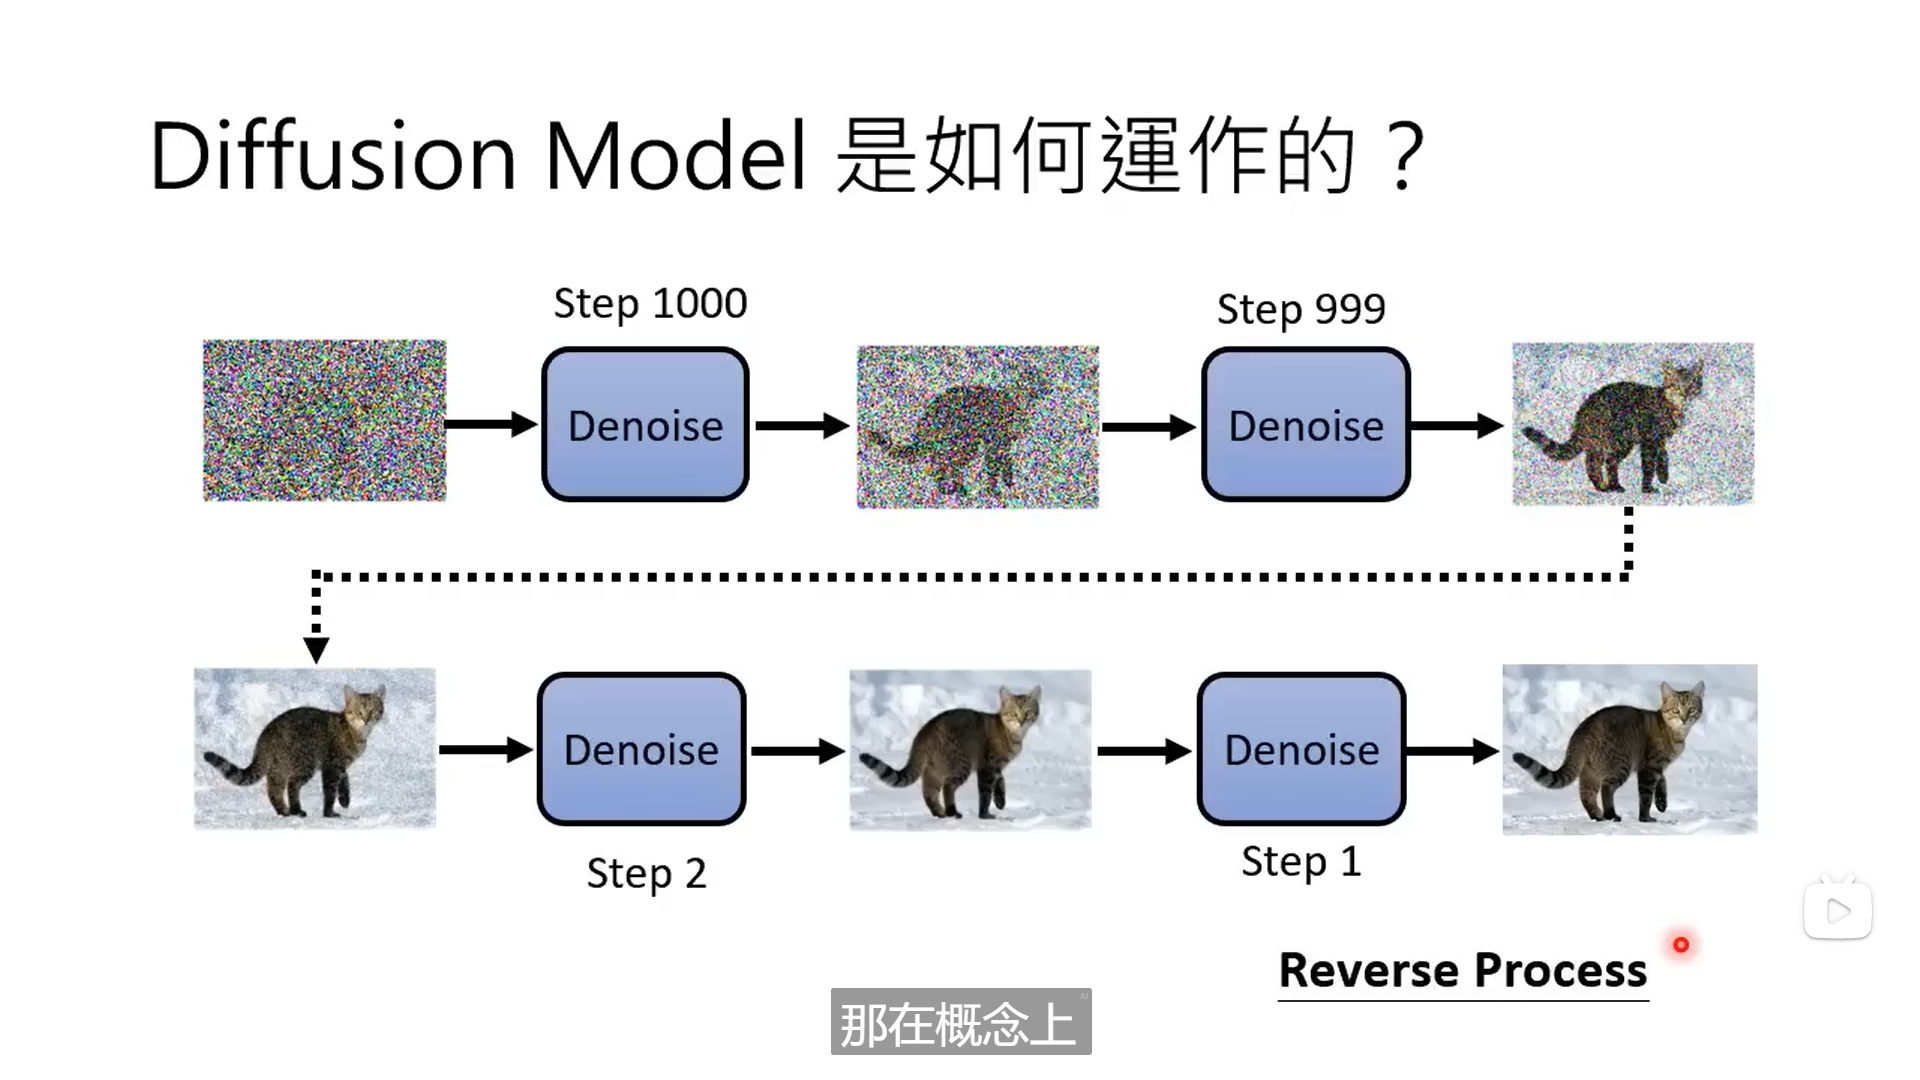 Diffusion Model 是如何運作的？
Step 1000
Step 999
Denoise
Denoise
Denoise
Denoise
Step 2
Step 1
Reverse Process
那在概念上
AI